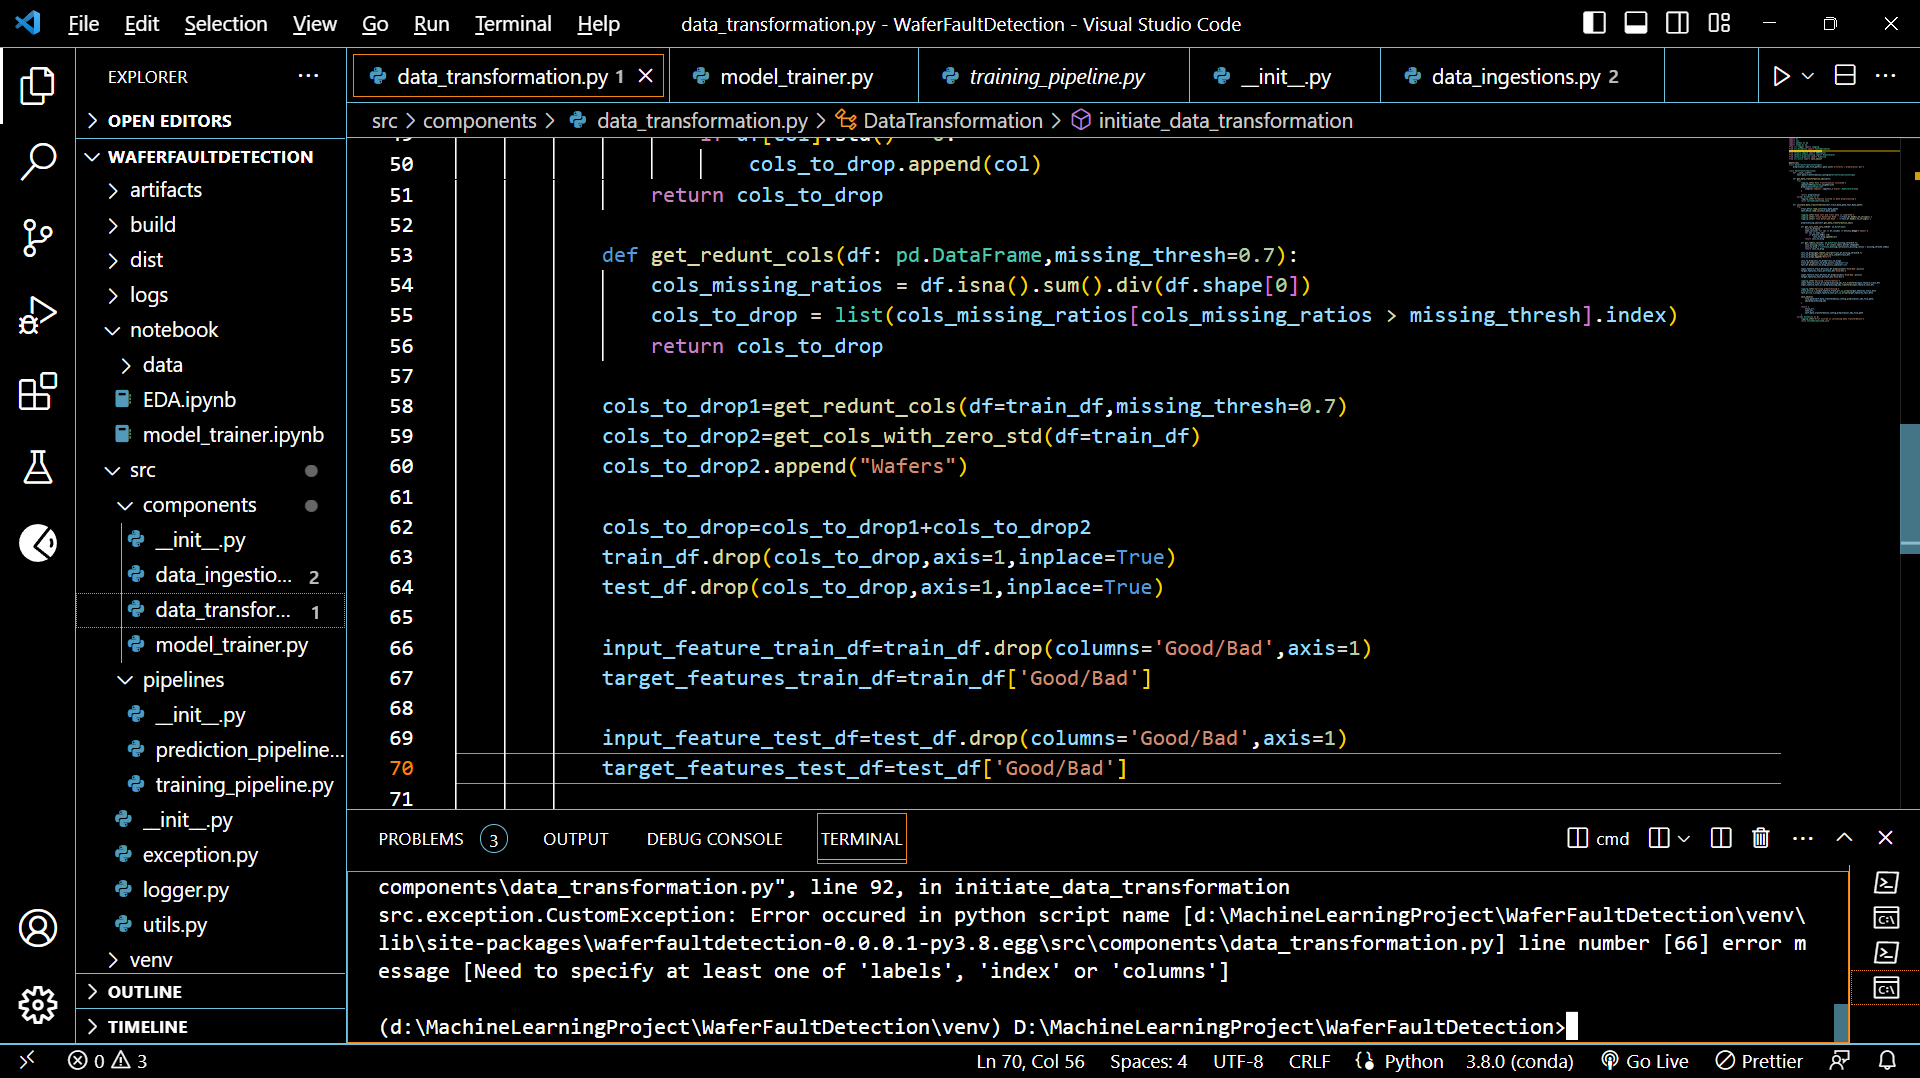 File Edit Selection View Go Run Terminal Help data_transformation.py - WaferFaultDetection - Visual Studio Code
EXPLORER
OPEN EDITORS
WAFERFAULTDETECTION
artifacts
build
dist
logs
notebook
data
EDA.ipynb
model_trainer.ipynb
src
components
__init__.py
data_ingestio... 2
data_transfor... 1
model_trainer.py
pipelines
__init__.py
prediction_pipeline...
training_pipeline.py
__init__.py
exception.py
logger.py
utils.py
venv
OUTLINE
TIMELINE
data_transformation.py 1 model_trainer.py training_pipeline.py __init__.py data_ingestions.py 2
src > components > data_transformation.py > DataTransformation > initiate_data_transformation
50 cols_to_drop.append(col)
51 return cols_to_drop
52
53 def get_redunt_cols(df: pd.DataFrame,missing_thresh=0.7):
54 cols_missing_ratios = df.isna().sum().div(df.shape[0])
55 cols_to_drop = list(cols_missing_ratios[cols_missing_ratios > missing_thresh].index)
56 return cols_to_drop
57
58 cols_to_drop1=get_redunt_cols(df=train_df,missing_thresh=0.7)
59 cols_to_drop2=get_cols_with_zero_std(df=train_df)
60 cols_to_drop2.append("Wafers")
61
62 cols_to_drop=cols_to_drop1+cols_to_drop2
63 train_df.drop(cols_to_drop,axis=1,inplace=True)
64 test_df.drop(cols_to_drop,axis=1,inplace=True)
65
66 input_feature_train_df=train_df.drop(columns='Good/Bad',axis=1)
67 target_features_train_df=train_df['Good/Bad']
68
69 input_feature_test_df=test_df.drop(columns='Good/Bad',axis=1)
70 target_features_test_df=test_df['Good/Bad']
71
PROBLEMS 3 OUTPUT DEBUG CONSOLE TERMINAL cmd
components\data_transformation.py", line 92, in initiate_data_transformation
src.exception.CustomException: Error occured in python script name [d:\MachineLearningProject\WaferFaultDetection\venv\
lib\site-packages\waferfaultdetection-0.0.0.1-py3.8.egg\src\components\data_transformation.py] line number [66] error m
essage [Need to specify at least one of 'labels', 'index' or 'columns']
(d:\MachineLearningProject\WaferFaultDetection\venv) D:\MachineLearningProject\WaferFaultDetection>
0 3 Ln 70, Col 56 Spaces: 4 UTF-8 CRLF Python 3.8.0 (conda) Go Live Prettier